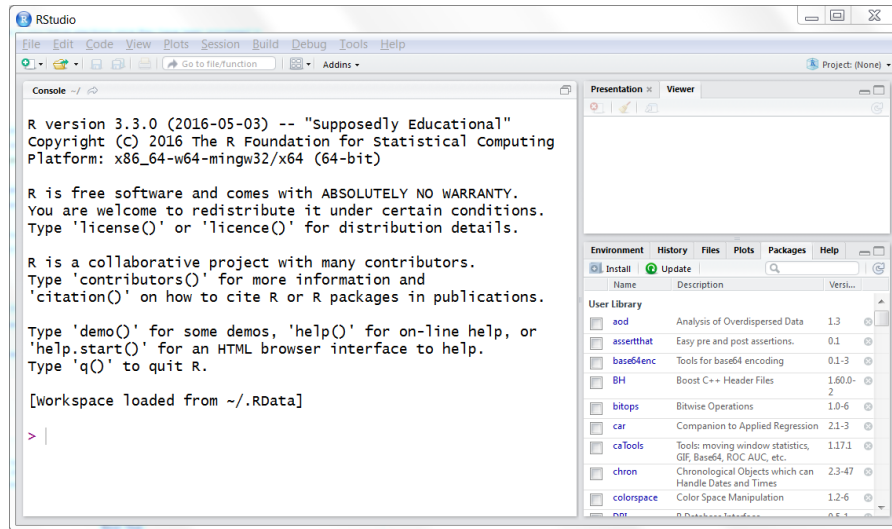 RStudio
File Edit Code View Plots Session Build Debug Tools Help
Go to file/function Addins Project: (None)
Console ~/
R version 3.3.0 (2016-05-03) -- "Supposedly Educational"
Copyright (C) 2016 The R Foundation for Statistical Computing
Platform: x86_64-w64-mingw32/x64 (64-bit)
R is free software and comes with ABSOLUTELY NO WARRANTY.
You are welcome to redistribute it under certain conditions.
Type 'license()' or 'licence()' for distribution details.
R is a collaborative project with many contributors.
Type 'contributors()' for more information and
'citation()' on how to cite R or R packages in publications.
Type 'demo()' for some demos, 'help()' for on-line help, or
'help.start()' for an HTML browser interface to help.
Type 'q()' to quit R.
[Workspace loaded from ~/.RData]
>
Presentation Viewer
Environment History Files Plots Packages Help
Install Update
Name Description Versi...
User Library
aod Analysis of Overdispersed Data 1.3
assertthat Easy pre and post assertions. 0.1
base64enc Tools for base64 encoding 0.1-3
BH Boost C++ Header Files 1.60.0-
2
bitops Bitwise Operations 1.0-6
car Companion to Applied Regression 2.1-3
caTools Tools: moving window statistics, 1.17.1
GIF, Base64, ROC AUC, etc.
chron Chronological Objects which can 2.3-47
Handle Dates and Times
colorspace Color Space Manipulation 1.2-6